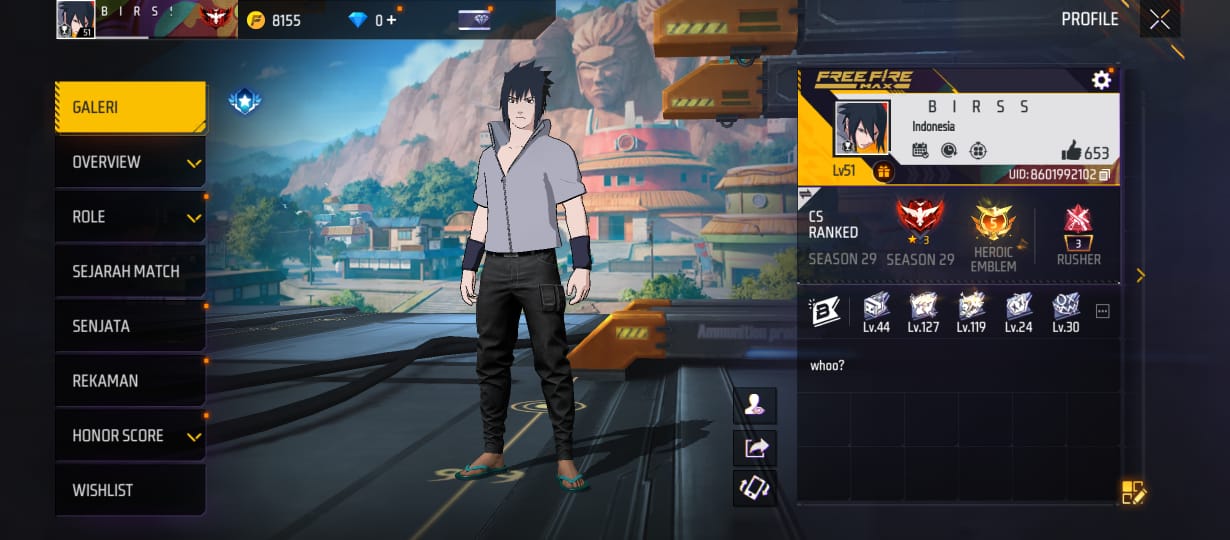 B I R S !
51
8155
0+
PROFILE
GALERI
OVERVIEW
ROLE
SEJARAH MATCH
SENJATA
REKAMAN
HONOR SCORE
WISHLIST
FREE FIRE
MAX
B I R S S
Indonesia
653
Lv51
UID:8601992102
CS
RANKED
3
5
3
SEASON 29
SEASON 29
HEROIC
EMBLEM
RUSHER
Lv.44
Lv.127
Lv.119
Lv.24
Lv.30
whoo?